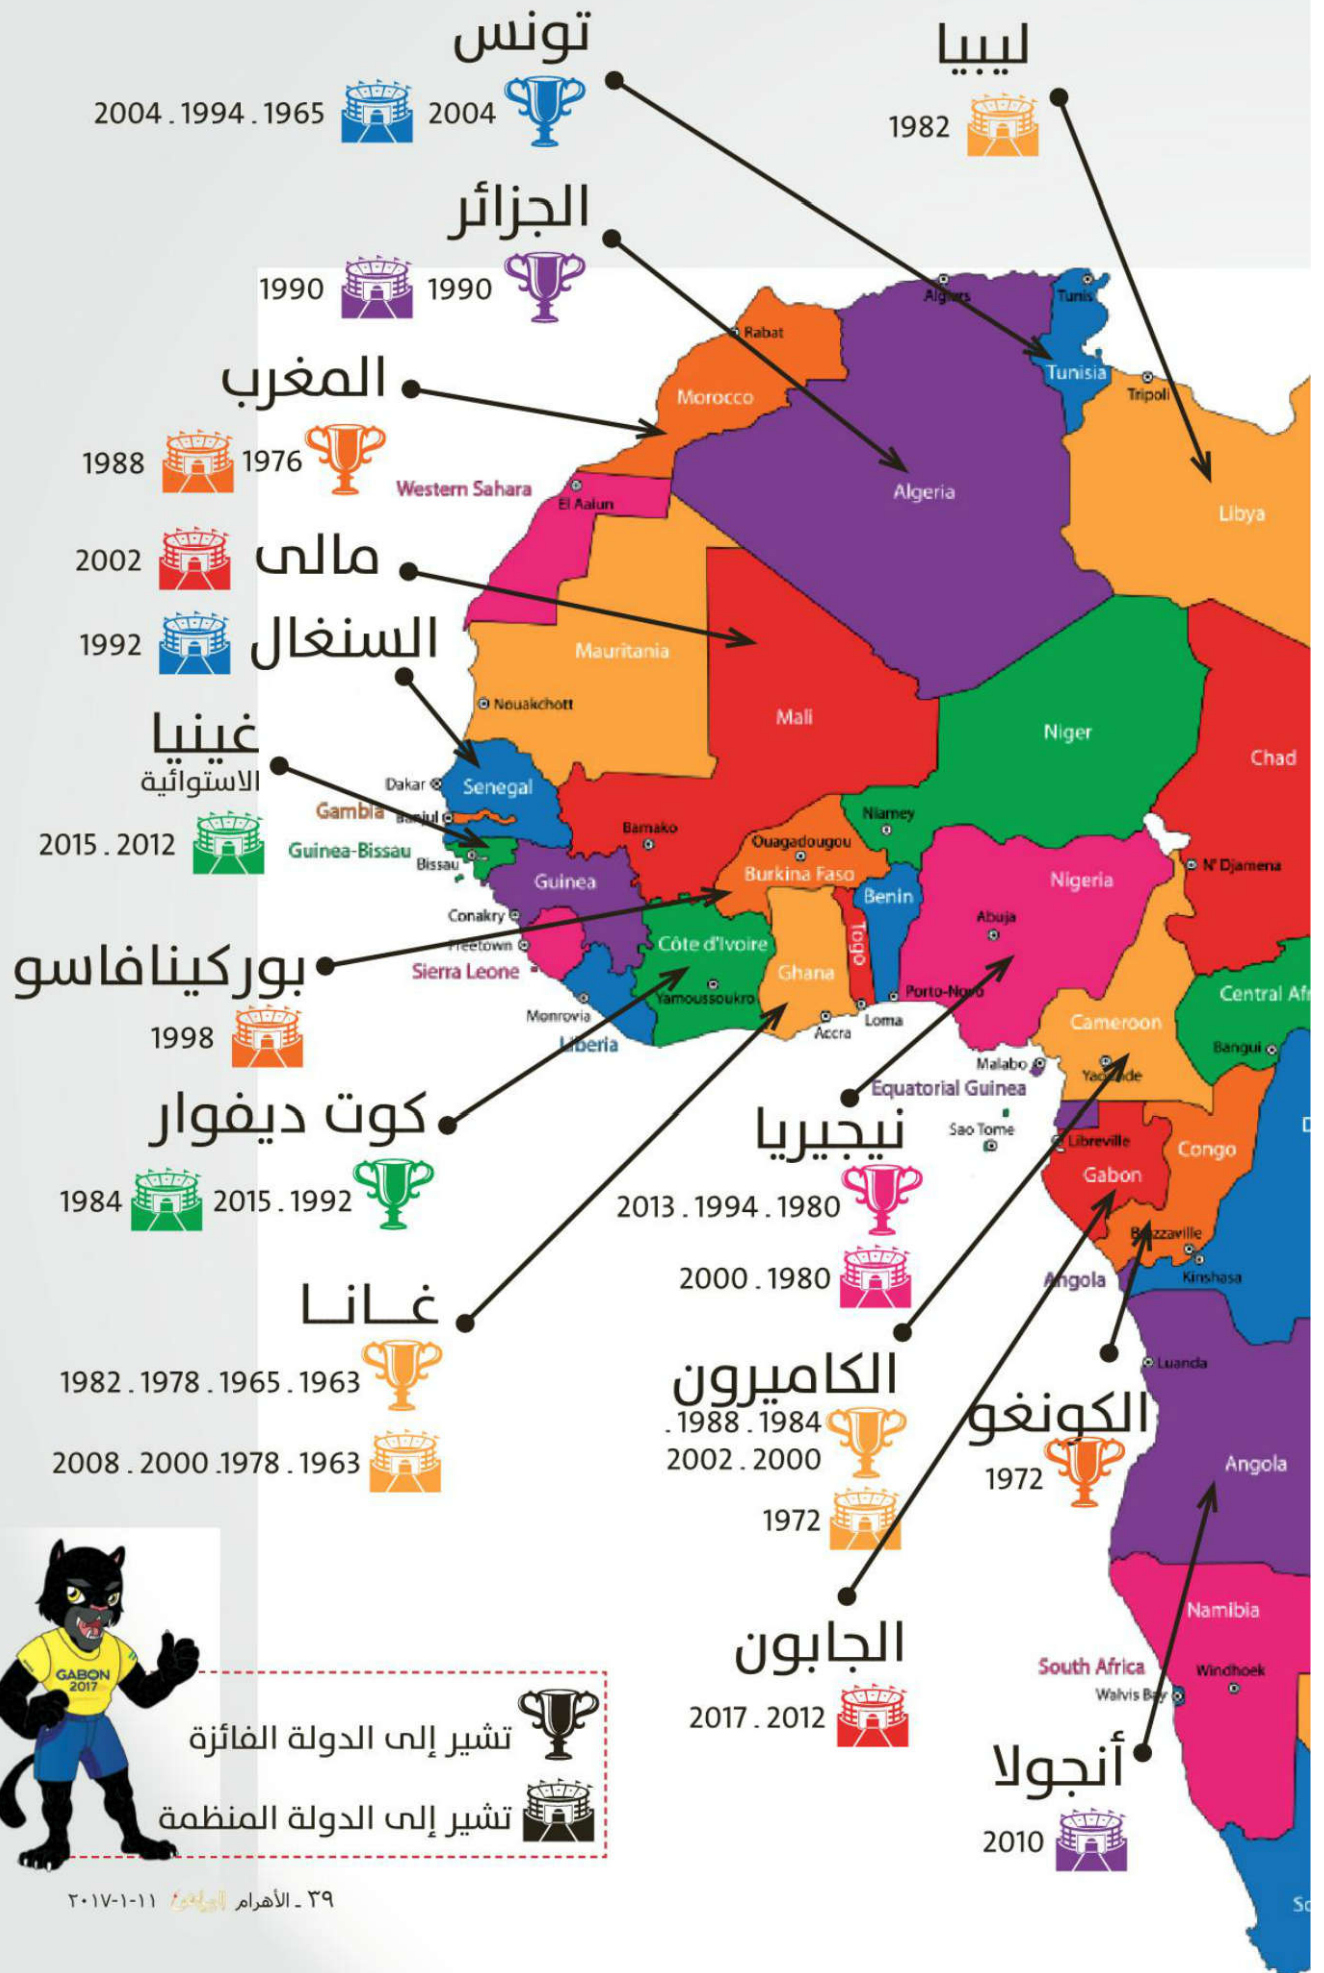 تونس
2004
2004 . 1994 . 1965
ليبيا
1982
الجزائر
1990
1990
المغرب
1976
1988
مالى
2002
السنغال
1992
غينيا
الاستوائية
2015 . 2012
بوركينافاسو
1998
كوت ديفوار
2015 . 1992
1984
غـانـا
1982 . 1978 . 1965 . 1963
2008 . 2000 .1978 . 1963
نيجيريا
2013 . 1994 . 1980
2000 . 1980
الكاميرون
. 1988 . 1984
2002 . 2000
1972
الكونغو
1972
الجابون
2017 . 2012
أنجولا
2010
Algiers
Tunis
Rabat
Tunisia
Tripoli
Morocco
Western Sahara
El Aaiun
Algeria
Libya
Mauritania
Nouakchott
Mali
Niger
Chad
Dakar
Senegal
Gambia
Banjul
Guinea-Bissau
Bissau
Bamako
Niamey
Ouagadougou
Burkina Faso
Guinea
Benin
Nigeria
N' Djamena
Conakry
Freetown
Sierra Leone
Côte d'Ivoire
Yamoussoukro
Ghana
Togo
Abuja
Porto-Novo
Central Afr
Monrovia
Liberia
Accra
Loma
Cameroon
Bangui
Malabo
Yaounde
Equatorial Guinea
Sao Tome
Libreville
Congo
D
Gabon
Brazzaville
Angola
Kinshasa
Luanda
Angola
Namibia
South Africa
Windhoek
Walvis Bay
So
GABON
2017
تشير إلى الدولة الفائزة
تشير إلى الدولة المنظمة
٣٩ ـ الأهرام الرياضى ١١-١-٢٠١٧